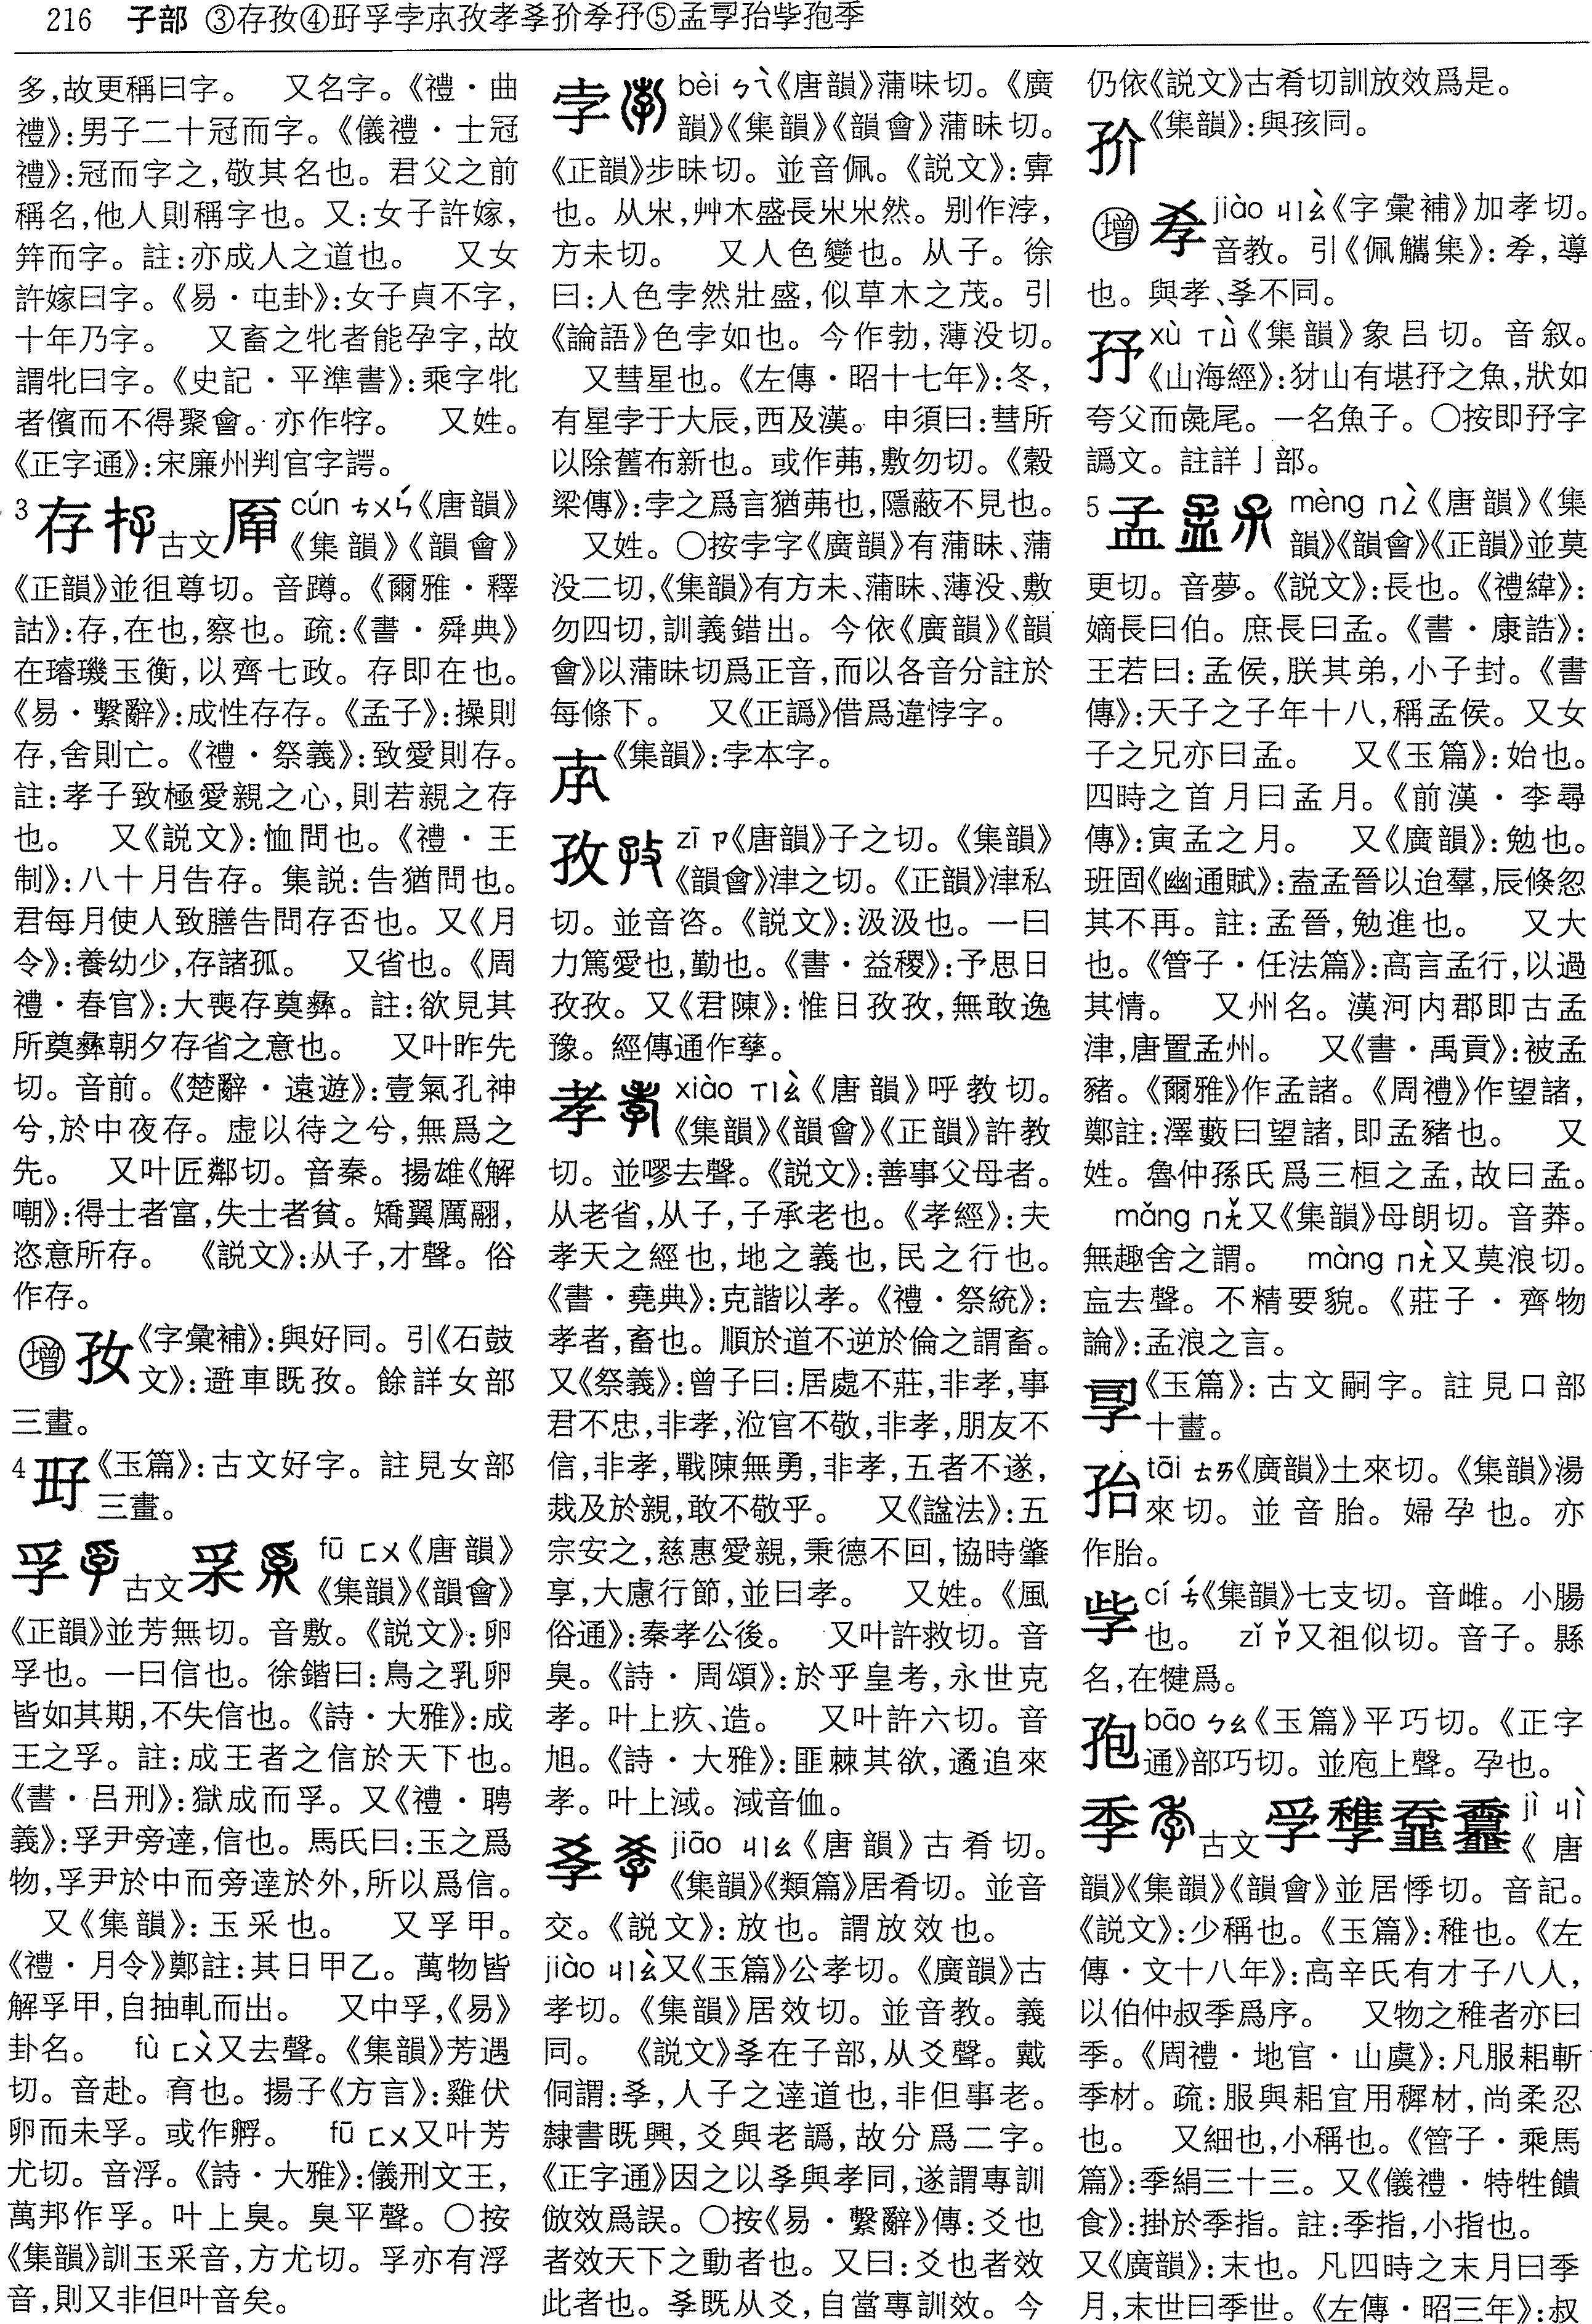 216 子部 ③存孜④㝀孚孛𣎵孜孝𡥈㝏𡥉㝍⑤孟孠孡㧗孢季
多,故更稱曰字。 又名字。《禮·曲
禮》:男子二十冠而字。《儀禮·士冠
禮》:冠而字之,敬其名也。君父之前
稱名,他人則稱字也。又:女子許嫁,
笄而字。註:亦成人之道也。 又女
許嫁曰字。《易·屯卦》:女子貞不字,
十年乃字。 又畜之牝者能孕字,故
謂牝曰字。《史記·平準書》:乘字牝
者儐而不得聚會。亦作牸。 又姓。
《正字通》:宋廉州判官字諤。
3 存 古文 cún ㄘㄨㄣˊ《唐韻》
《集韻》《韻會》
《正韻》並徂尊切。音蹲。《爾雅·釋
詁》:存,在也,察也。疏:《書·舜典》
在璿璣玉衡,以齊七政。存即在也。
《易·繫辭》:成性存存。《孟子》:操則
存,舍則亡。《禮·祭義》:致愛則存。
註:孝子致極愛親之心,則若親之存
也。 又《説文》:恤問也。《禮·王
制》:八十月告存。集説:告猶問也。
君每月使人致膳告問存否也。又《月
令》:養幼少,存諸孤。 又省也。《周
禮·春官》:大喪存奠彝。註:欲見其
所奠彝朝夕存省之意也。 又叶昨先
切。音前。《楚辭·遠遊》:壹氣孔神
兮,於中夜存。虛以待之兮,無爲之
先。 又叶匠鄰切。音秦。揚雄《解
嘲》:得士者富,失士者貧。矯翼厲翮,
恣意所存。 《説文》:从子,才聲。俗
作存。
增 《字彙補》:與好同。引《石鼓
文》:避車既孜。餘詳女部
三畫。
4 《玉篇》:古文好字。註見女部
三畫。
孚 古文 fū ㄈㄨ《唐韻》
《集韻》《韻會》
《正韻》並芳無切。音敷。《説文》:卵
孚也。一曰信也。徐鍇曰:鳥之乳卵
皆如其期,不失信也。《詩·大雅》:成
王之孚。註:成王者之信於天下也。
《書·呂刑》:獄成而孚。又《禮·聘
義》:孚尹旁達,信也。馬氏曰:玉之爲
物,孚尹於中而旁達於外,所以爲信。
又《集韻》:玉采也。 又孚甲。
《禮·月令》鄭註:其日甲乙。萬物皆
解孚甲,自抽軋而出。 又中孚,《易》
卦名。 fù ㄈㄨˋ又去聲。《集韻》芳遇
切。音赴。育也。揚子《方言》:雞伏
卵而未孚。或作孵。 fū ㄈㄨ又叶芳
尤切。音浮。《詩·大雅》:儀刑文王,
萬邦作孚。叶上臭。臭平聲。○按
《集韻》訓玉采音,方尤切。孚亦有浮
音,則又非但叶音矣。
孛 bèi ㄅㄟˋ《唐韻》蒲昧切。《廣
韻》《集韻》《韻會》蒲昧切。
《正韻》步昧切。並音佩。《説文》:𢍆
也。从𣎵,艸木盛長𣎵𣎵然。别作浡,
方未切。 又人色變也。从子。徐
曰:人色孛然壯盛,似草木之茂。引
《論語》色孛如也。今作勃,薄没切。
又彗星也。《左傳·昭十七年》:冬,
有星孛于大辰,西及漢。申須曰:彗所
以除舊布新也。或作茀,敷勿切。《穀
梁傳》:孛之爲言猶茀也,隱蔽不見也。
又姓。○按孛字《廣韻》有蒲昧、蒲
没二切,《集韻》有方未、蒲昧、薄没、敷
勿四切,訓義錯出。今依《廣韻》《韻
會》以蒲昧切爲正音,而以各音分註於
每條下。 又《正譌》借爲違悖字。
《集韻》:孛本字。
孜 zī ㄗ《唐韻》子之切。《集韻》
《韻會》津之切。《正韻》津私
切。並音咨。《説文》:汲汲也。一曰
力篤愛也,勤也。《書·益稷》:予思日
孜孜。又《君陳》:惟日孜孜,無敢逸
豫。經傳通作孳。
孝 xiào ㄒㄧㄠˋ《唐韻》呼教切。
《集韻》《韻會》《正韻》許教
切。並嘐去聲。《説文》:善事父母者。
从老省,从子,子承老也。《孝經》:夫
孝天之經也,地之義也,民之行也。
《書·堯典》:克諧以孝。《禮·祭統》:
孝者,畜也。順於道不逆於倫之謂畜。
又《祭義》:曾子曰:居處不莊,非孝,事
君不忠,非孝,涖官不敬,非孝,朋友不
信,非孝,戰陳無勇,非孝,五者不遂,
烖及於親,敢不敬乎。 又《諡法》:五
宗安之,慈惠愛親,秉德不回,協時肇
享,大慮行節,並曰孝。 又姓。《風
俗通》:秦孝公後。 又叶許救切。音
臭。《詩·周頌》:於乎皇考,永世克
孝。叶上疚、造。 又叶許六切。音
旭。《詩·大雅》:匪棘其欲,遹追來
孝。叶上淢。淢音侐。
𡥈 jiāo ㄐㄧㄠ《唐韻》古肴切。
《集韻》《類篇》居肴切。並音
交。《説文》:放也。謂放效也。
jiào ㄐㄧㄠˋ又《玉篇》公孝切。《廣韻》古
孝切。《集韻》居效切。並音教。義
同。 《説文》𡥈在子部,从爻聲。戴
侗謂:𡥈,人子之達道也,非但事老。
隸書既興,爻與老譌,故分爲二字。
《正字通》因之以𡥈與孝同,遂謂專訓
倣效爲誤。○按《易·繫辭》傳:爻也
者效天下之動者也。又曰:爻也者效
此者也。𡥈既从爻,自當專訓效。今
仍依《説文》古肴切訓放效爲是。
㝏 《集韻》:與孩同。
增 𡥉 jiào ㄐㄧㄠˋ《字彙補》加孝切。
音教。引《佩觿集》:𡥉,導
也。與孝、𡥈不同。
㝍 xù ㄒㄩˋ《集韻》象呂切。音叙。
《山海經》:犲山有堪㝍之魚,狀如
夸父而彘尾。一名魚子。○按即㐨字
譌文。註詳亅部。
5 孟 mèng ㄇㄥˋ《唐韻》《集
韻》《韻會》《正韻》並莫
更切。音夢。《説文》:長也。《禮緯》:
嫡長曰伯。庶長曰孟。《書·康誥》:
王若曰:孟侯,朕其弟,小子封。《書
傳》:天子之子年十八,稱孟侯。又女
子之兄亦曰孟。 又《玉篇》:始也。
四時之首月曰孟月。《前漢·李尋
傳》:寅孟之月。 又《廣韻》:勉也。
班固《幽通賦》:盍孟晉以迨羣,辰倏忽
其不再。註:孟晉,勉進也。 又大
也。《管子·任法篇》:高言孟行,以過
其情。 又州名。漢河内郡即古孟
津,唐置孟州。 又《書·禹貢》:被孟
豬。《爾雅》作孟諸。《周禮》作望諸,
鄭註:澤藪曰望諸,即孟豬也。 又
姓。魯仲孫氏爲三桓之孟,故曰孟。
mǎng ㄇㄤˇ又《集韻》母朗切。音莽。
無趣舍之謂。 màng ㄇㄤˋ又莫浪切。
𠅤去聲。不精要貌。《莊子·齊物
論》:孟浪之言。
孠 《玉篇》:古文嗣字。註見口部
十畫。
孡 tāi ㄊㄞ《廣韻》土來切。《集韻》湯
來切。並音胎。婦孕也。亦
作胎。
cí ㄘˊ《集韻》七支切。音雌。小腸
也。 zǐ ㄗˇ又祖似切。音子。縣
名,在犍爲。
孢 bāo ㄅㄠ《玉篇》平巧切。《正字
通》部巧切。並庖上聲。孕也。
季 古文 jì ㄐㄧˋ
《唐
韻》《集韻》《韻會》並居悸切。音記。
《説文》:少稱也。《玉篇》:稚也。《左
傳·文十八年》:高辛氏有才子八人,
以伯仲叔季爲序。 又物之稚者亦曰
季。《周禮·地官·山虞》:凡服耜斬
季材。疏:服與耜宜用稺材,尚柔忍
也。 又細也,小稱也。《管子·乘馬
篇》:季絹三十三。又《儀禮·特牲饋
食》:掛於季指。註:季指,小指也。
又《廣韻》:末也。凡四時之末月曰季
月,末世曰季世。《左傳·昭三年》:叔